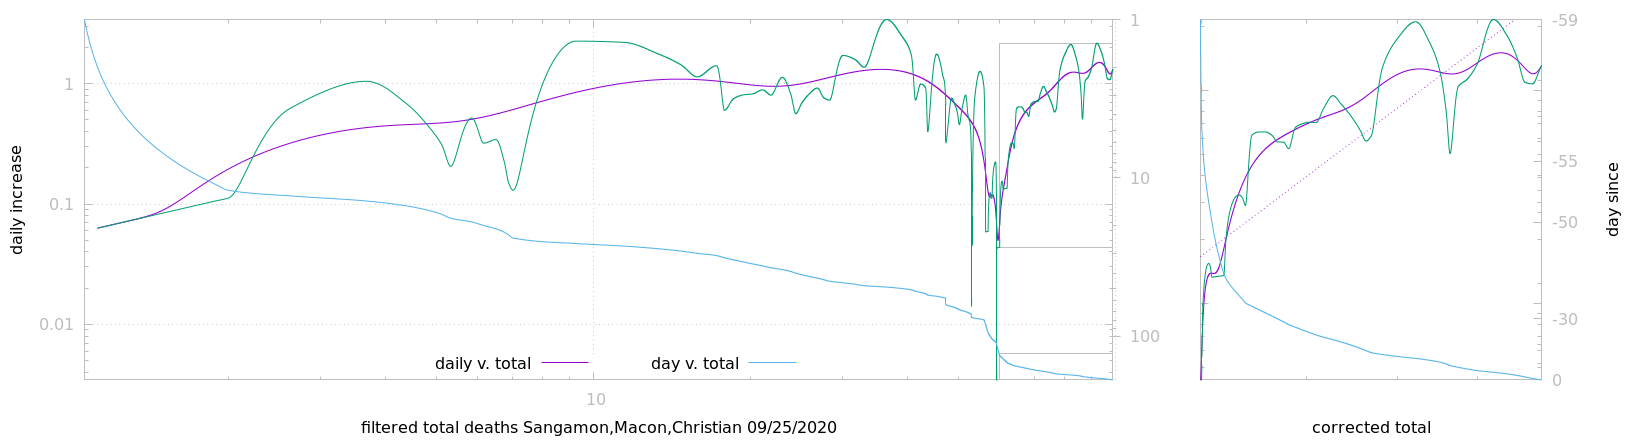 daily increase
1
0.1
0.01
10
1
10
100
daily v. total
day v. total
filtered total deaths Sangamon,Macon,Christian 09/25/2020
-59
-55
-50
-30
0
day since
corrected total